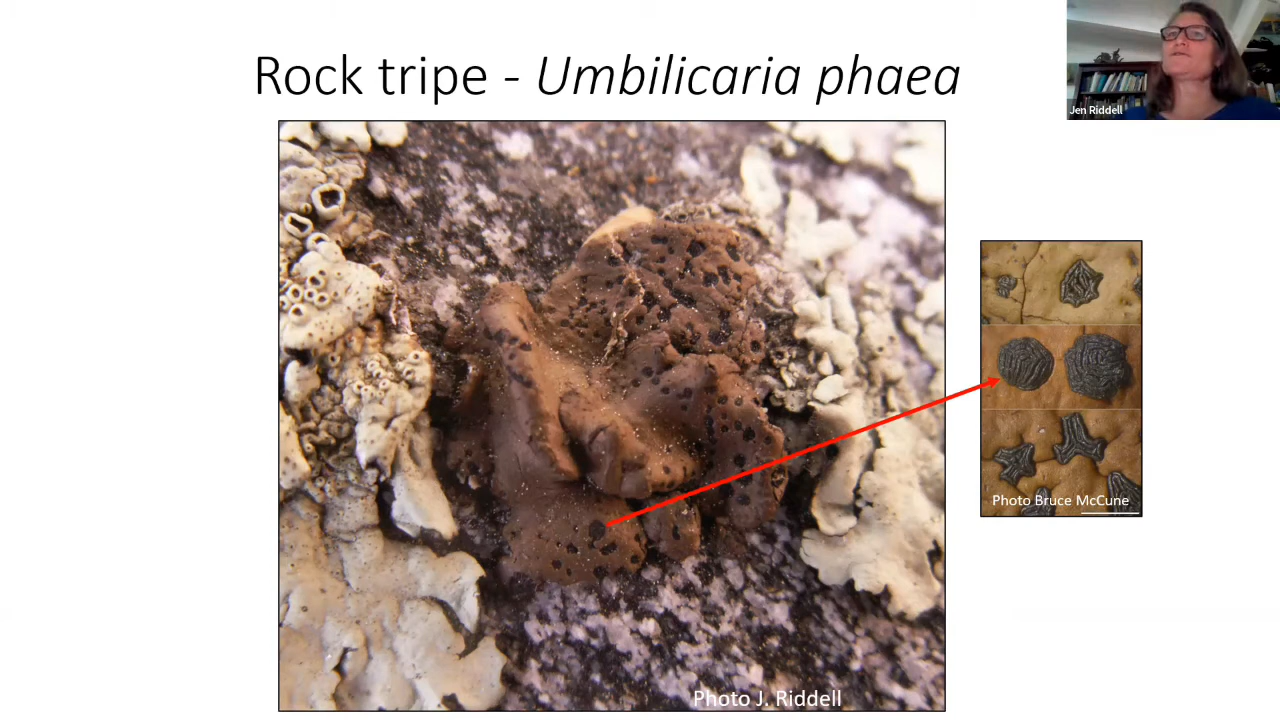 Rock tripe - Umbilicaria phaea
Jen Riddell
Photo Bruce McCune
Photo J. Riddell